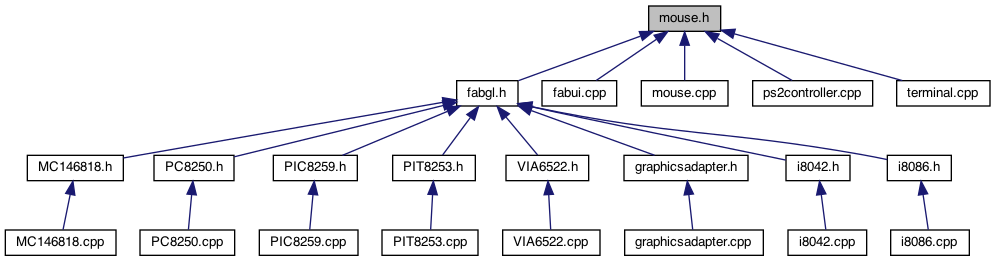 mouse.h
fabgl.h
fabui.cpp
mouse.cpp
ps2controller.cpp
terminal.cpp
MC146818.h
PC8250.h
PIC8259.h
PIT8253.h
VIA6522.h
graphicsadapter.h
i8042.h
i8086.h
MC146818.cpp
PC8250.cpp
PIC8259.cpp
PIT8253.cpp
VIA6522.cpp
graphicsadapter.cpp
i8042.cpp
i8086.cpp